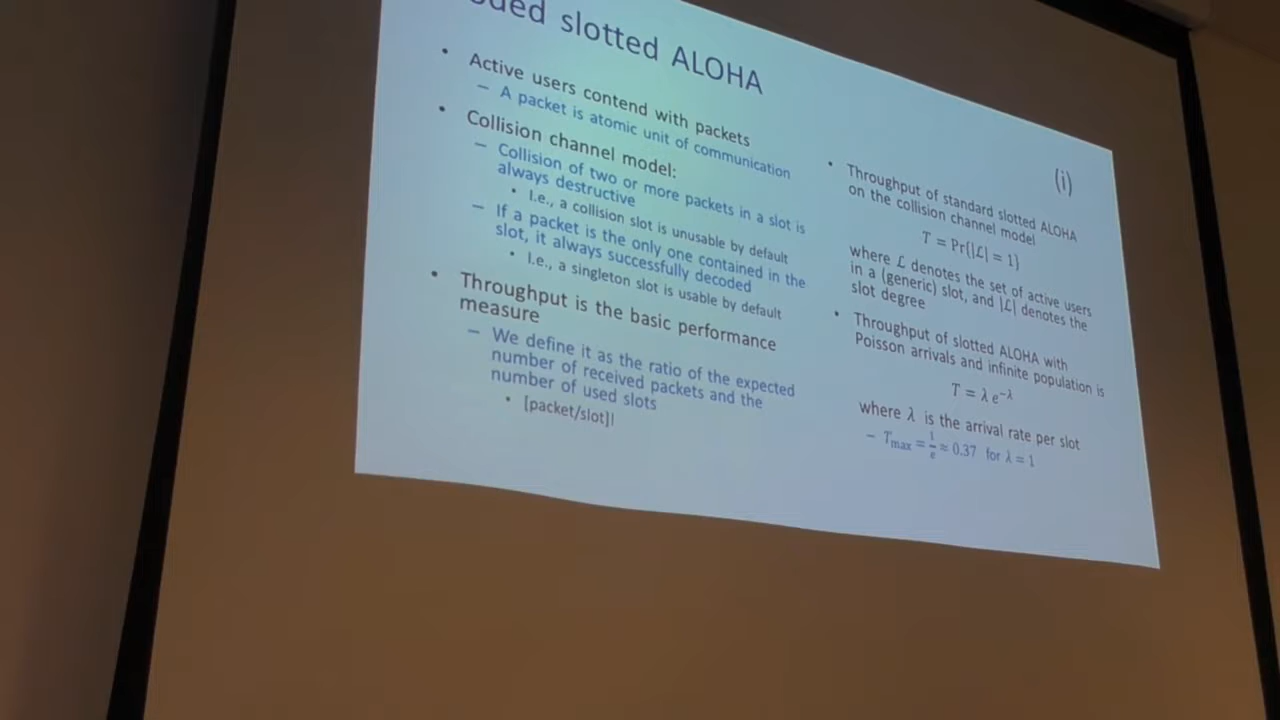 slotted ALOHA
(i)
• Active users contend with packets
– A packet is atomic unit of communication
• Collision channel model:
– Collision of two or more packets in a slot is
always destructive
• I.e., a collision slot is unusable by default
– If a packet is the only one contained in the
slot, it always successfully decoded
• I.e., a singleton slot is usable by default
• Throughput is the basic performance
measure
– We define it as the ratio of the expected
number of received packets and the
number of used slots
• [packet/slot]
• Throughput of standard slotted ALOHA
on the collision channel model
T = Pr(|ℒ| = 1)
where ℒ denotes the set of active users
in a (generic) slot, and |ℒ| denotes the
slot degree
• Throughput of slotted ALOHA with
Poisson arrivals and infinite population is
T = λ e^{-λ}
where λ is the arrival rate per slot
– T_max = 1/e ≈ 0.37 for λ = 1